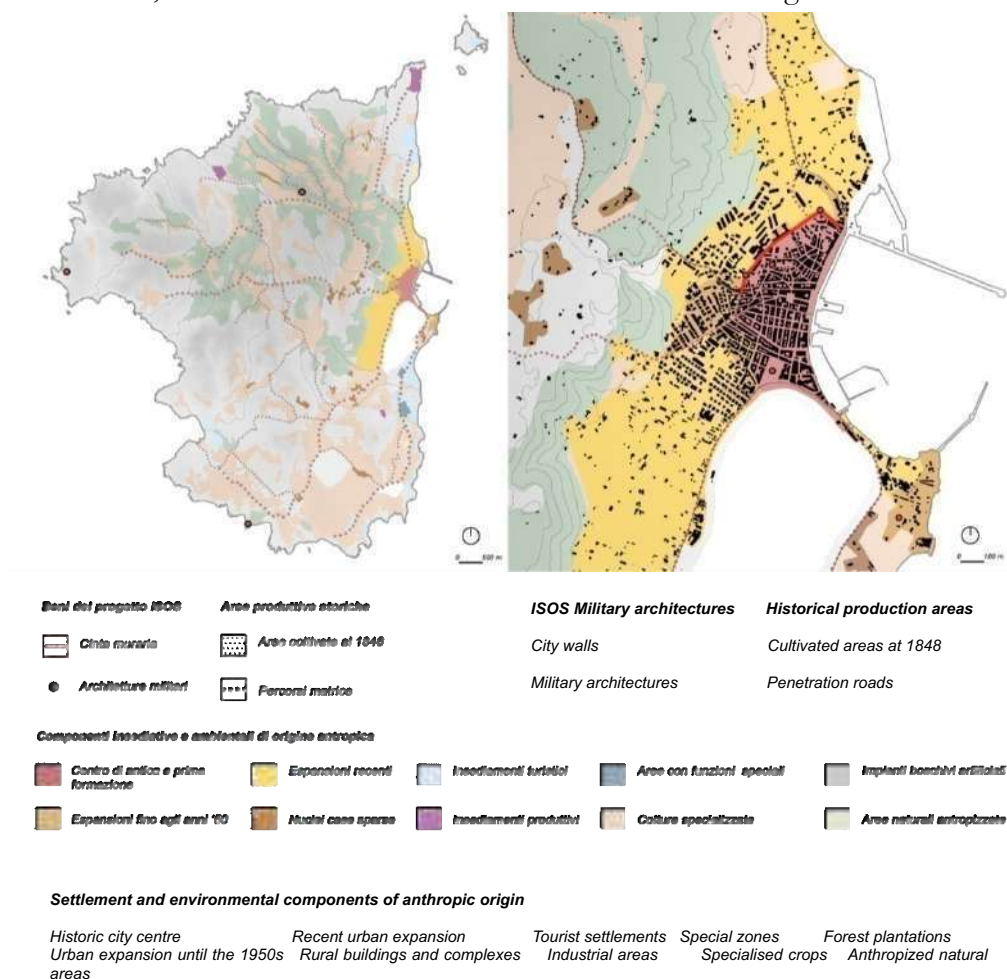 Beni del progetto ISOS
Aree produttive storiche
ISOS Military architectures
Historical production areas
Cinta muraria
Aree coltivate al 1848
City walls
Cultivated areas at 1848
Architetture militari
Percorsi matrice
Military architectures
Penetration roads
Componenti insediative e ambientali di origine antropica
Centro di antica e prima
formazione
Espansioni recenti
Insediamenti turistici
Aree con funzioni speciali
Impianti boschivi artificiali
Espansioni fino agli anni '50
Nuclei case sparse
Insediamenti produttivi
Colture specializzate
Aree naturali antropizzate
Settlement and environmental components of anthropic origin
Historic city centre Recent urban expansion Tourist settlements Special zones Forest plantations
Urban expansion until the 1950s Rural buildings and complexes Industrial areas Specialised crops Anthropized natural
areas